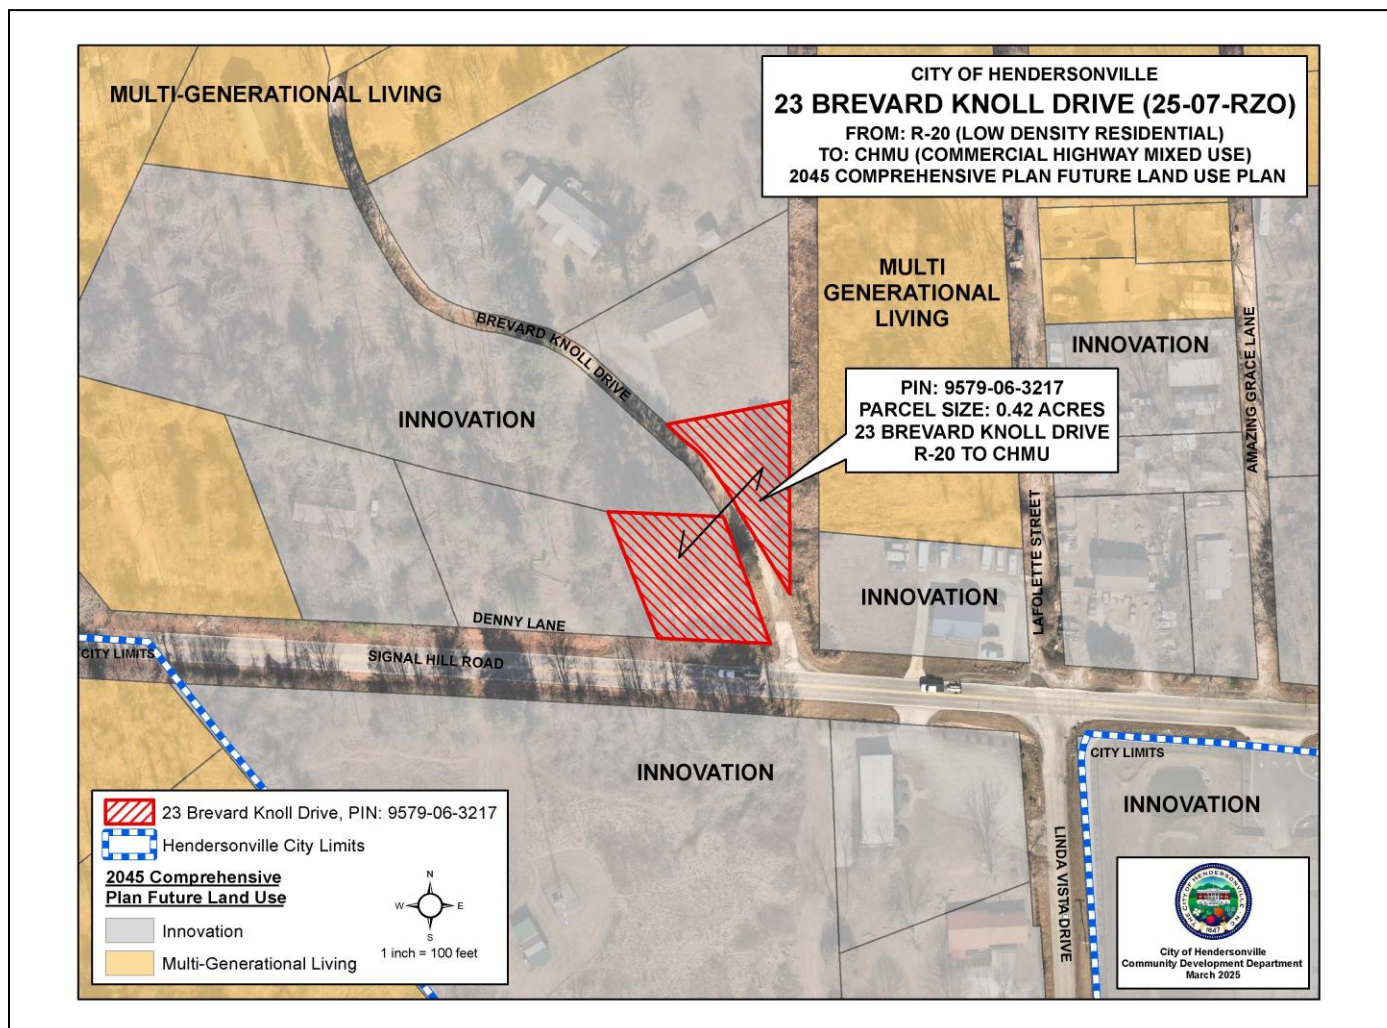 MULTI-GENERATIONAL LIVING
CITY OF HENDERSONVILLE
23 BREVARD KNOLL DRIVE (25-07-RZO)
FROM: R-20 (LOW DENSITY RESIDENTIAL)
TO: CHMU (COMMERCIAL HIGHWAY MIXED USE)
2045 COMPREHENSIVE PLAN FUTURE LAND USE PLAN
MULTI
GENERATIONAL
LIVING
BREVARD KNOLL DRIVE
INNOVATION
AMAZING GRACE LANE
PIN: 9579-06-3217
PARCEL SIZE: 0.42 ACRES
23 BREVARD KNOLL DRIVE
R-20 TO CHMU
INNOVATION
LAFOLETTE STREET
INNOVATION
DENNY LANE
CITY LIMITS
SIGNAL HILL ROAD
INNOVATION
CITY LIMITS
INNOVATION
LINDA VISTA DRIVE
23 Brevard Knoll Drive, PIN: 9579-06-3217
Hendersonville City Limits
2045 Comprehensive
Plan Future Land Use
Innovation
Multi-Generational Living
N
W E
S
1 inch = 100 feet
THE CITY OF HENDERSONVILLE, N.C.
1847
City of Hendersonville
Community Development Department
March 2025